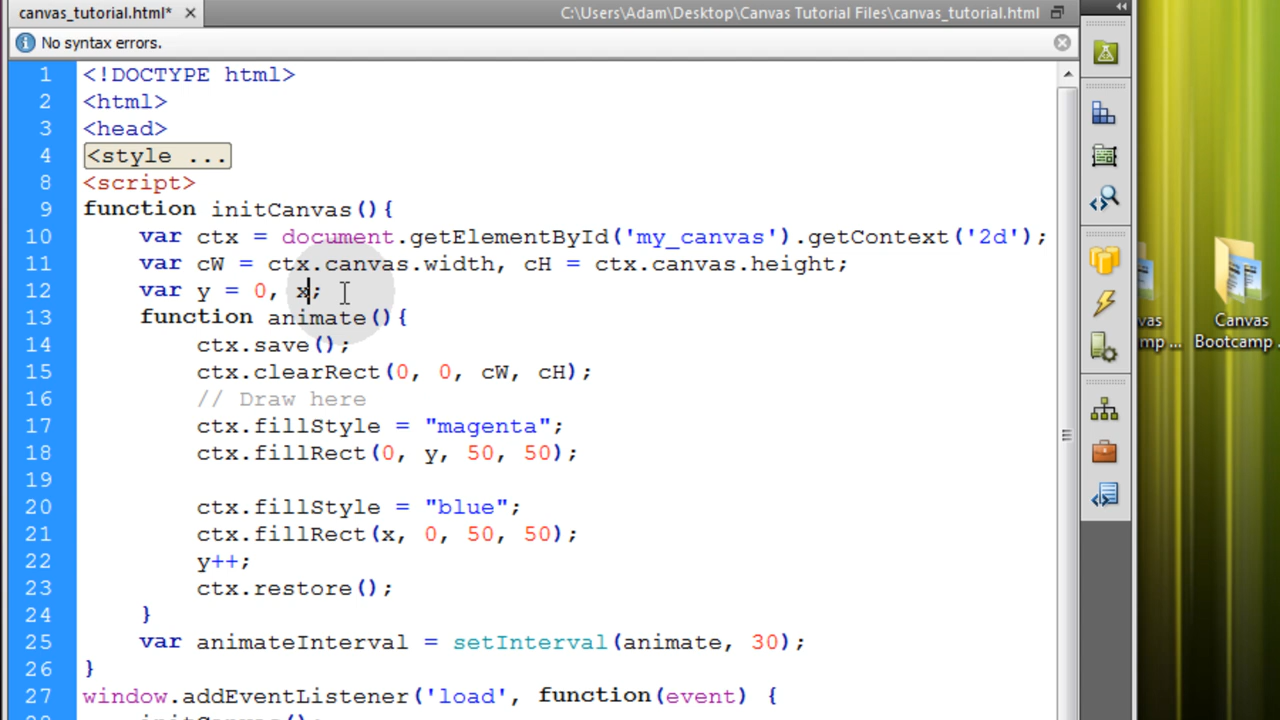 canvas_tutorial.html* × C:\Users\Adam\Desktop\Canvas Tutorial Files\canvas_tutorial.html
No syntax errors.
1 <!DOCTYPE html>
2 <html>
3 <head>
4 <style ...
8 <script>
9 function initCanvas(){
10 var ctx = document.getElementById('my_canvas').getContext('2d');
11 var cW = ctx.canvas.width, cH = ctx.canvas.height;
12 var y = 0, x;
13 function animate(){
14 ctx.save();
15 ctx.clearRect(0, 0, cW, cH);
16 // Draw here
17 ctx.fillStyle = "magenta";
18 ctx.fillRect(0, y, 50, 50);
19
20 ctx.fillStyle = "blue";
21 ctx.fillRect(x, 0, 50, 50);
22 y++;
23 ctx.restore();
24 }
25 var animateInterval = setInterval(animate, 30);
26 }
27 window.addEventListener('load', function(event) {
initCanvas();
vas Canvas
mp ... Bootcamp ...